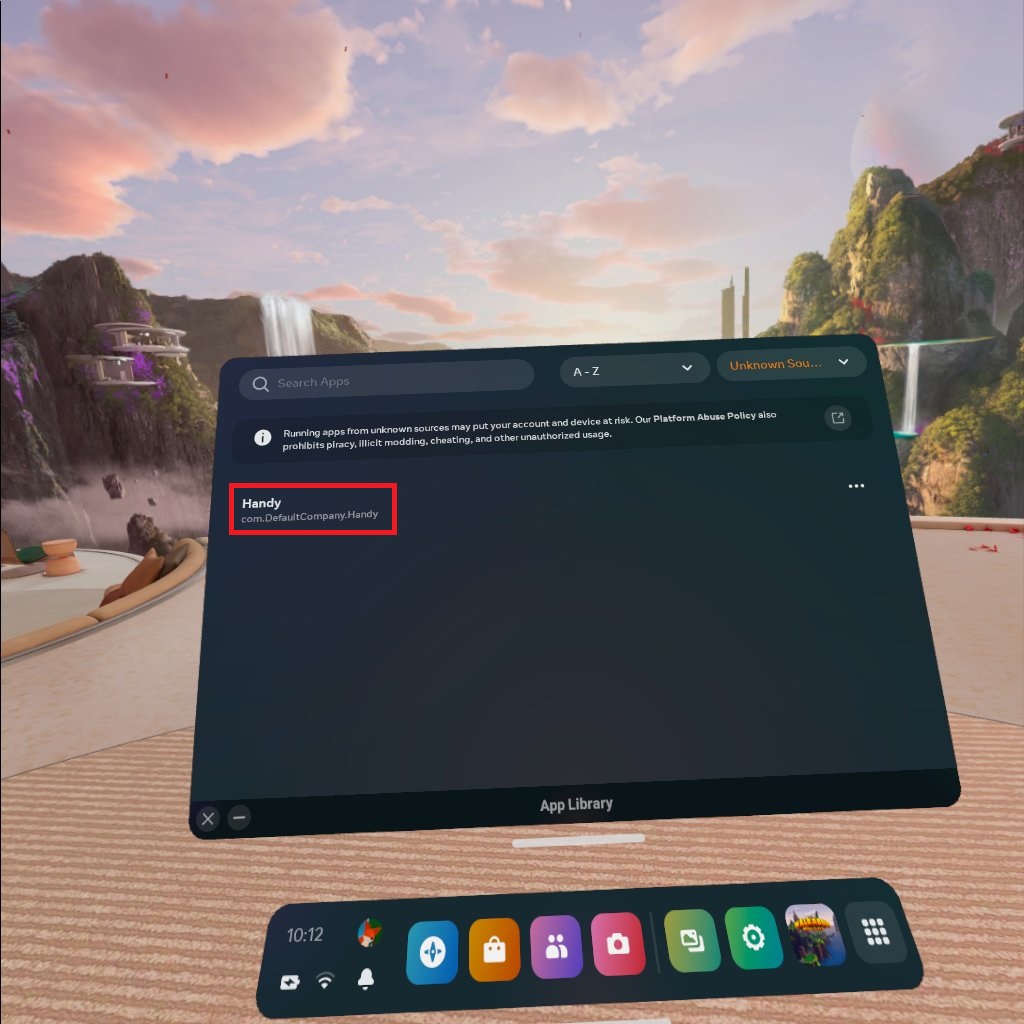 Search Apps
A - Z
Unknown Sou...
Running apps from unknown sources may put your account and device at risk. Our Platform Abuse Policy also
prohibits piracy, illicit modding, cheating, and other unauthorized usage.
Handy
com.DefaultCompany.Handy
App Library
10:12